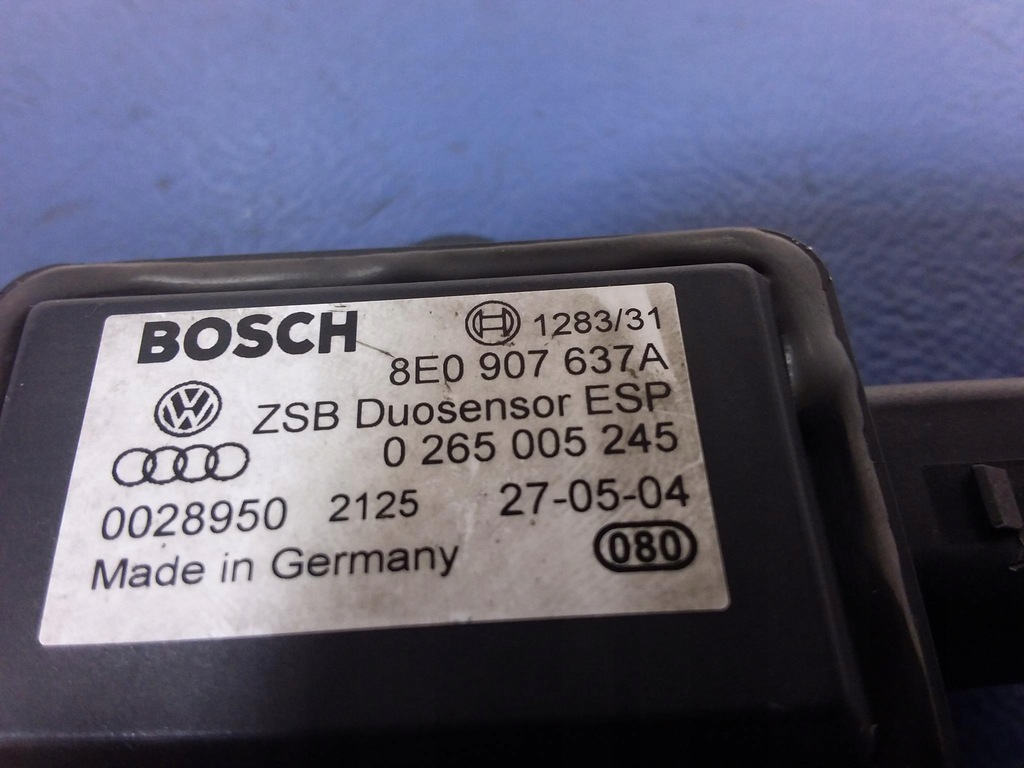 BOSCH 1283/31
8E0 907 637A
ZSB Duosensor ESP
0 265 005 245
0028950 2125 27-05-04
Made in Germany 080